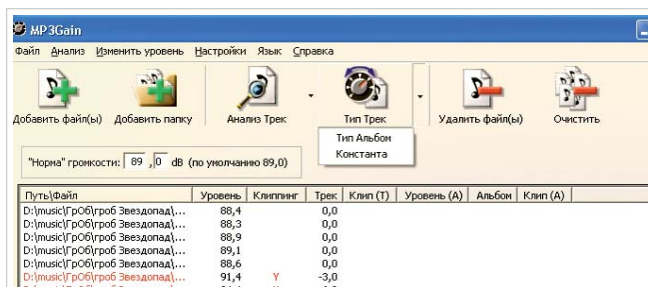 MP3Gain
Файл Анализ Изменить уровень Настройки Язык Справка
Добавить файл(ы) Добавить папку Анализ Трек Тип Трек Удалить файл(ы) Очистить
Тип Альбом
Константа
"Норма" громкости: 89 ,0 dB (по умолчанию 89,0)
Путь\Файл Уровень Клиппинг Трек Клип (Т) Уровень (А) Альбом Клип (А)
D:\music\ГрОб\гроб Звездопад\... 88,4 0,0
D:\music\ГрОб\гроб Звездопад\... 88,3 0,0
D:\music\ГрОб\гроб Звездопад\... 88,9 0,0
D:\music\ГрОб\гроб Звездопад\... 89,1 0,0
D:\music\ГрОб\гроб Звездопад\... 88,6 0,0
D:\music\ГрОб\гроб Звездопад\... 91,4 Y -3,0